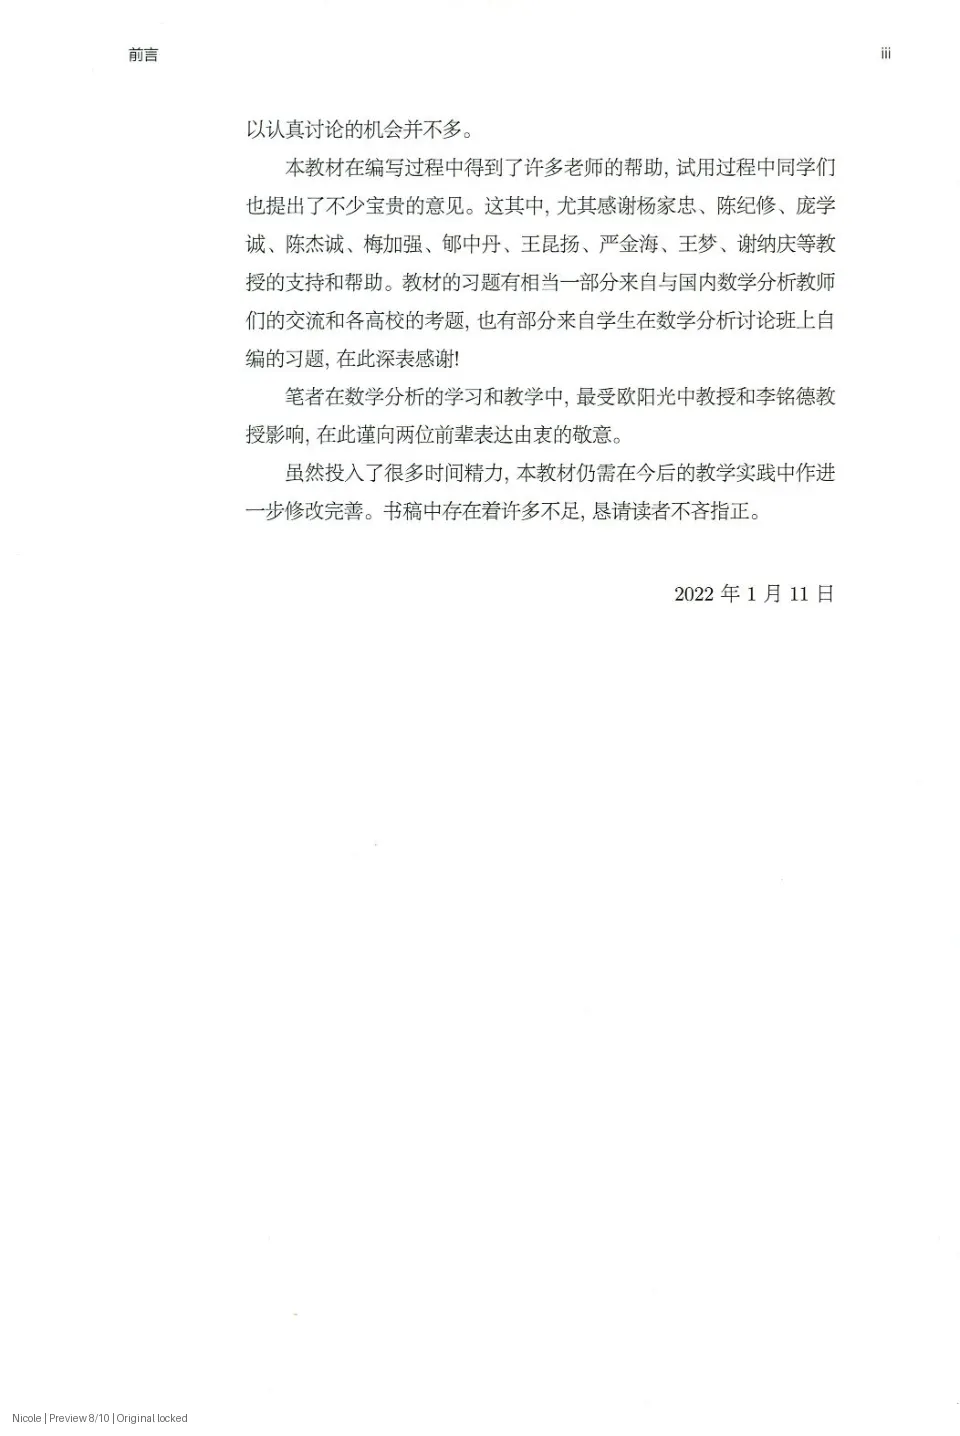 前言
iii
以认真讨论的机会并不多。
本教材在编写过程中得到了许多老师的帮助, 试用过程中同学们
也提出了不少宝贵的意见。这其中, 尤其感谢杨家忠、陈纪修、庞学
诚、陈杰诚、梅加强、郇中丹、王昆扬、严金海、王梦、谢纳庆等教
授的支持和帮助。教材的习题有相当一部分来自与国内数学分析教师
们的交流和各高校的考题, 也有部分来自学生在数学分析讨论班上自
编的习题, 在此深表感谢!
笔者在数学分析的学习和教学中, 最受欧阳光中教授和李铭德教
授影响, 在此谨向两位前辈表达由衷的敬意。
虽然投入了很多时间精力, 本教材仍需在今后的教学实践中作进
一步修改完善。书稿中存在着许多不足, 恳请读者不吝指正。
2022 年 1 月 11 日
Nicole | Preview 8/10 | Original locked